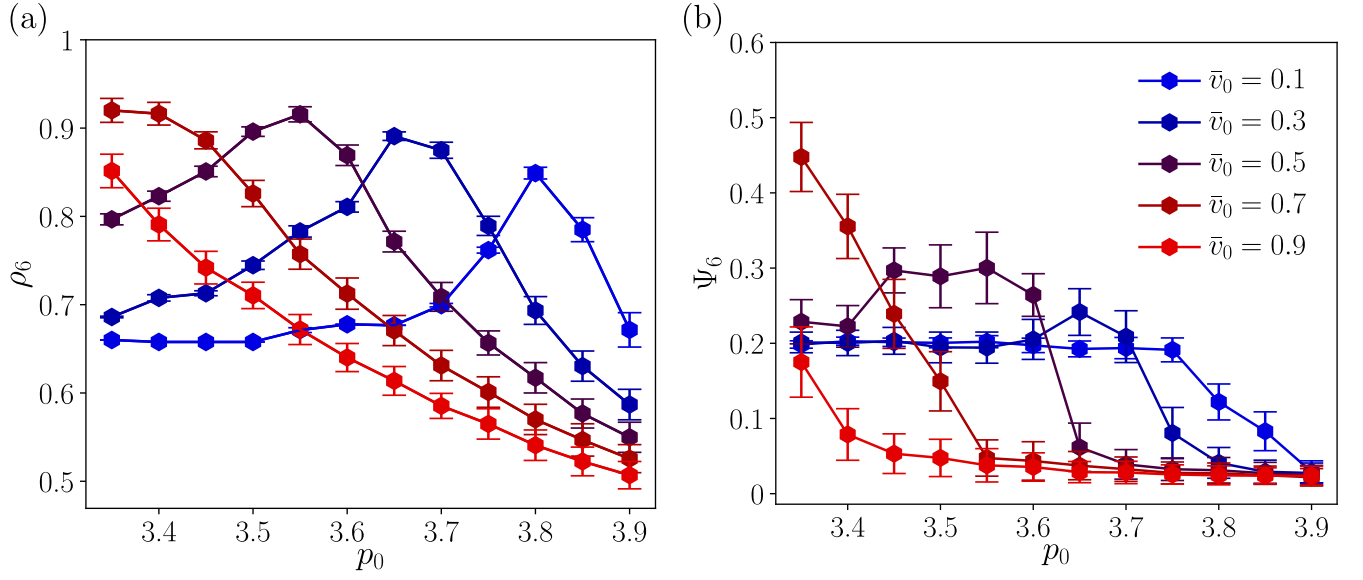 (a)
1
0.9
0.8
0.7
0.6
0.5
ρ₆
3.4 3.5 3.6 3.7 3.8 3.9
p₀
(b)
0.6
0.5
0.4
0.3
0.2
0.1
0
Ψ₆
3.4 3.5 3.6 3.7 3.8 3.9
p₀
v̄₀ = 0.1
v̄₀ = 0.3
v̄₀ = 0.5
v̄₀ = 0.7
v̄₀ = 0.9